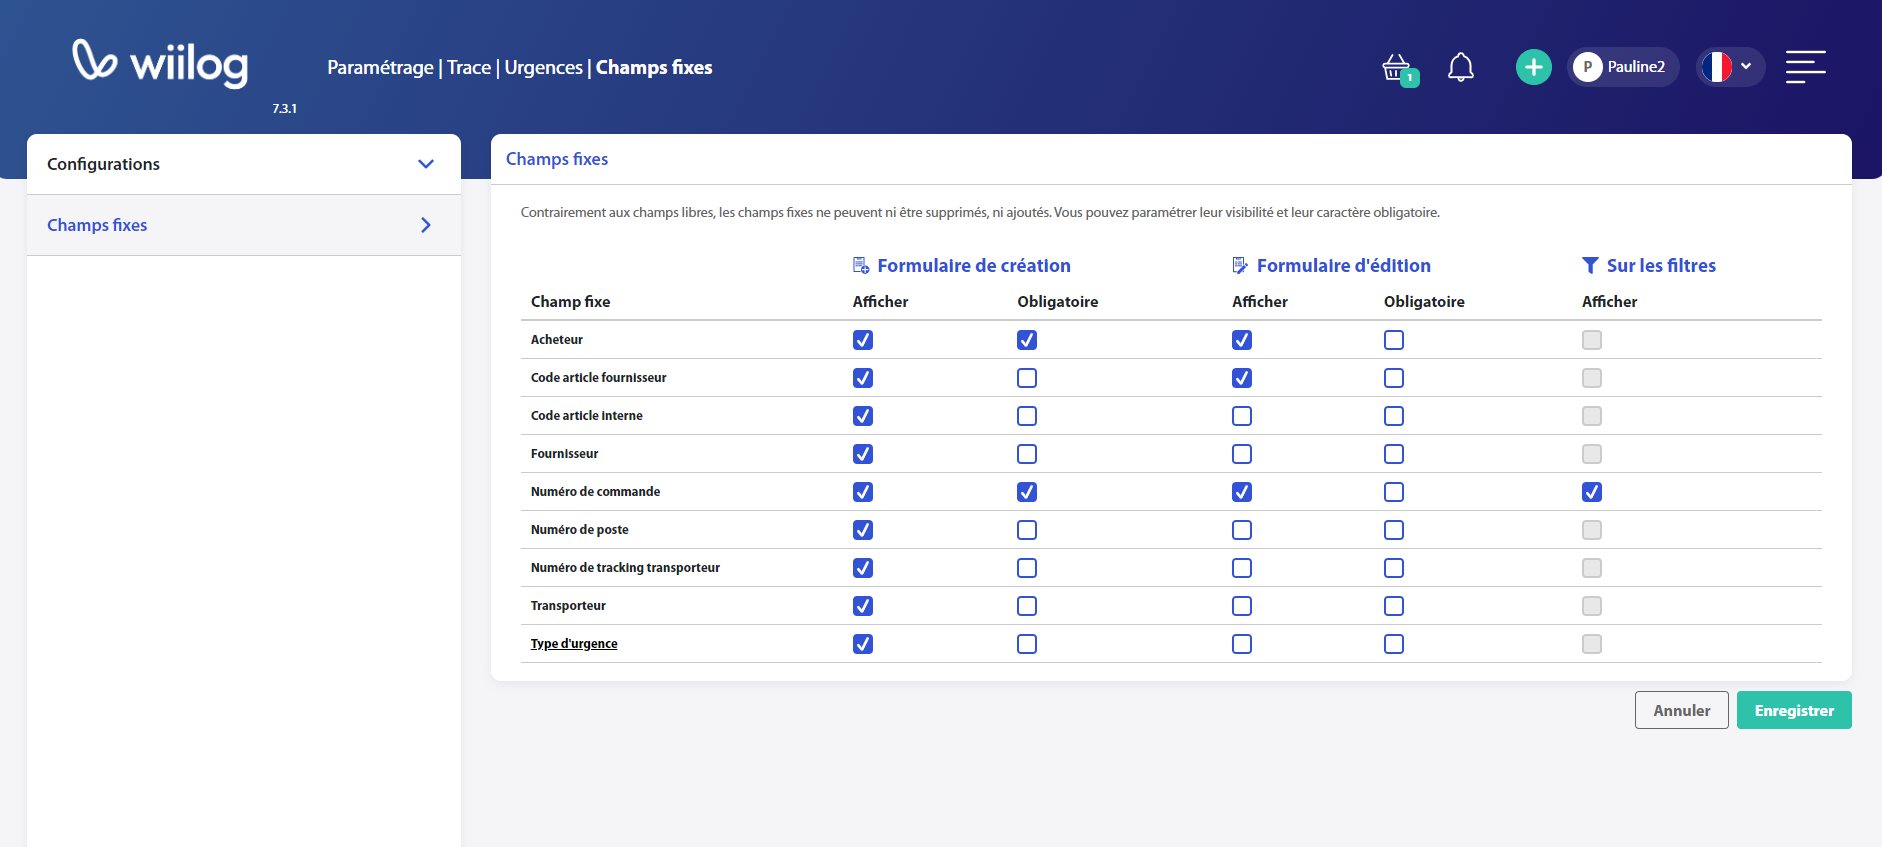 wiilog
7.3.1
Paramétrage | Trace | Urgences | Champs fixes
1
P Pauline2
Configurations
Champs fixes
Champs fixes
Contrairement aux champs libres, les champs fixes ne peuvent ni être supprimés, ni ajoutés. Vous pouvez paramétrer leur visibilité et leur caractère obligatoire.
Formulaire de création Formulaire d'édition Sur les filtres
Champ fixe Afficher Obligatoire Afficher Obligatoire Afficher
Acheteur
Code article fournisseur
Code article interne
Fournisseur
Numéro de commande
Numéro de poste
Numéro de tracking transporteur
Transporteur
Type d'urgence
Annuler Enregistrer